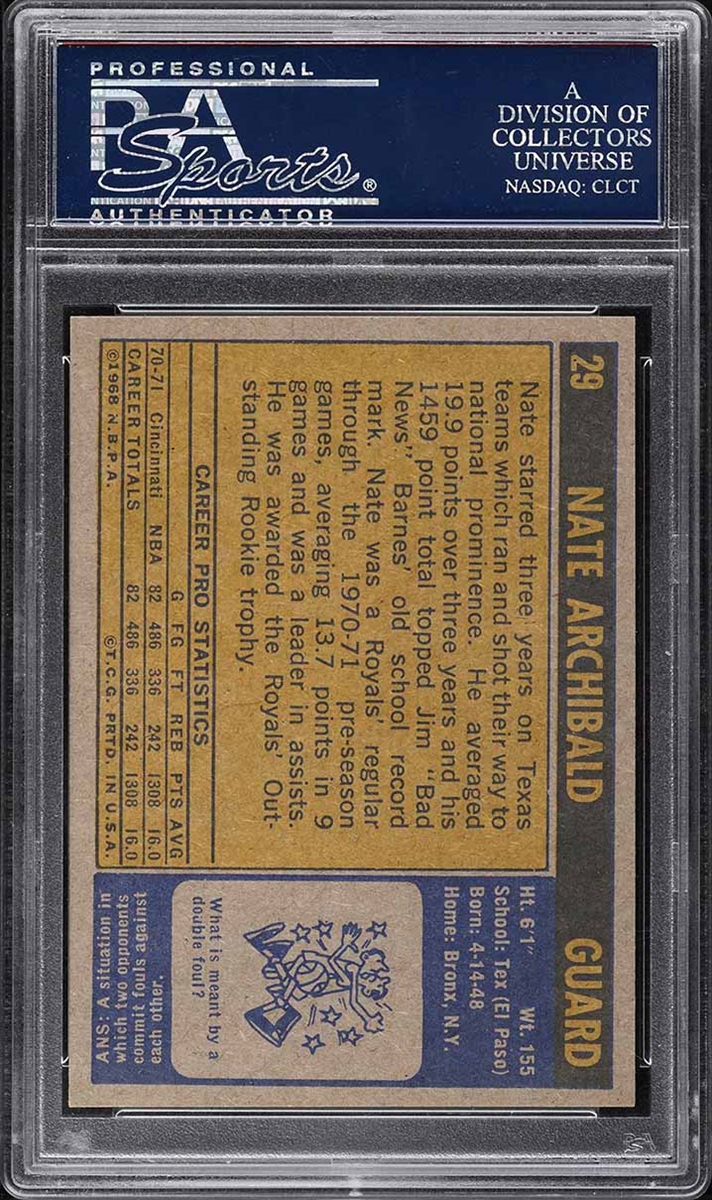 PROFESSIONAL
PSA
Sports®
AUTHENTICATOR
A
DIVISION OF
COLLECTORS
UNIVERSE
NASDAQ: CLCT
29 NATE ARCHIBALD GUARD
Nate starred three years on Texas
teams which ran and shot their way to
national prominence. He averaged
19.9 points over three years and his
1459 point total topped Jim "Bad
News" Barnes' old school record
mark. Nate was a Royals' regular
through the 1970-71 pre-season
games, averaging 13.7 points in 9
games and was a leader in assists.
He was awarded the Royals' Out-
standing Rookie trophy.
CAREER PRO STATISTICS
G FG FT REB PTS AVG
70-71 Cincinnati NBA 82 486 336 242 1308 16.0
CAREER TOTALS 82 486 336 242 1308 16.0
©1968 N.B.P.A. ©T.C.G. PRTD. IN U.S.A.
Ht. 6'1" Wt. 155
School: Tex (El Paso)
Born: 4-14-48
Home: Bronx, N.Y.
What is meant by a
double foul?
ANS: A situation in
which two opponents
commit fouls against
each other.
PSA